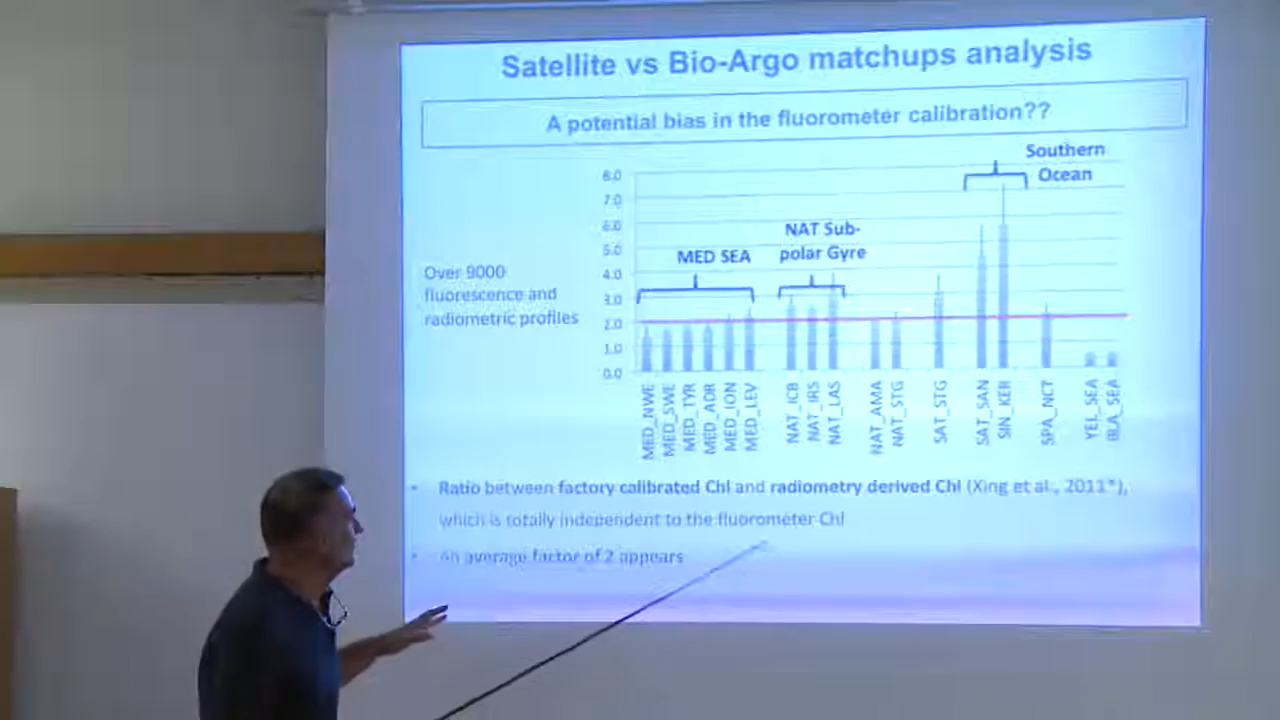 Satellite vs Bio-Argo matchups analysis
A potential bias in the fluorometer calibration??
Southern
Ocean
NAT Sub-
polar Gyre
MED SEA
8.0
7.0
6.0
5.0
4.0
3.0
2.0
1.0
0.0
Over 9000
fluorescence and
radiometric profiles
MED_NWE
MED_SWE
MED_TYR
MED_ADR
MED_ION
MED_LEV
NAT_ICB
NAT_IRS
NAT_LAS
NAT_AMA
NAT_STG
SAT_STG
SAT_SAN
SIN_KER
SPA_NCT
YEL_SEA
BLA_SEA
• Ratio between factory calibrated Chl and radiometry derived Chl (Xing et al., 2011*),
which is totally independent to the fluorometer Chl
• An average factor of 2 appears